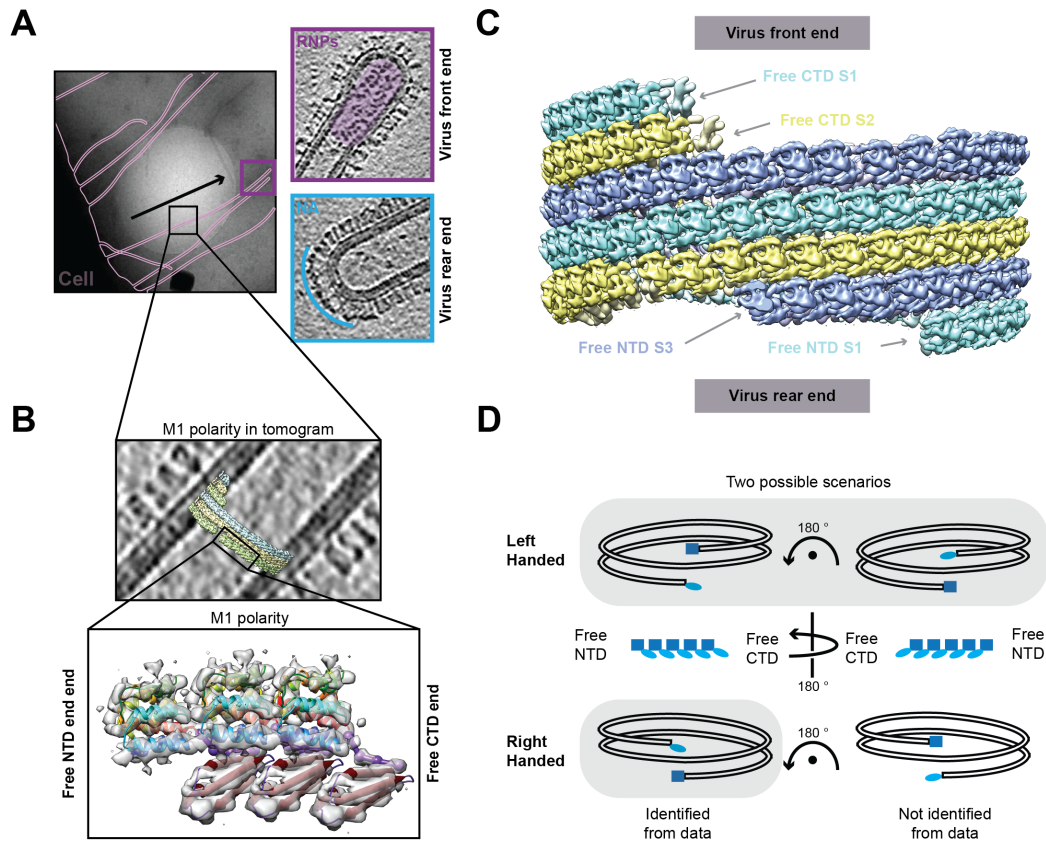 A
RNPs
Virus front end
NA
Virus rear end
Cell
B
M1 polarity in tomogram
M1 polarity
Free NTD end end
Free CTD end
C
Virus front end
Free CTD S1
Free CTD S2
Free NTD S3
Free NTD S1
Virus rear end
D
Two possible scenarios
Left
Handed
180 °
Free
NTD
Free
CTD
Free
CTD
Free
NTD
180 °
Right
Handed
180 °
Identified
from data
Not identified
from data